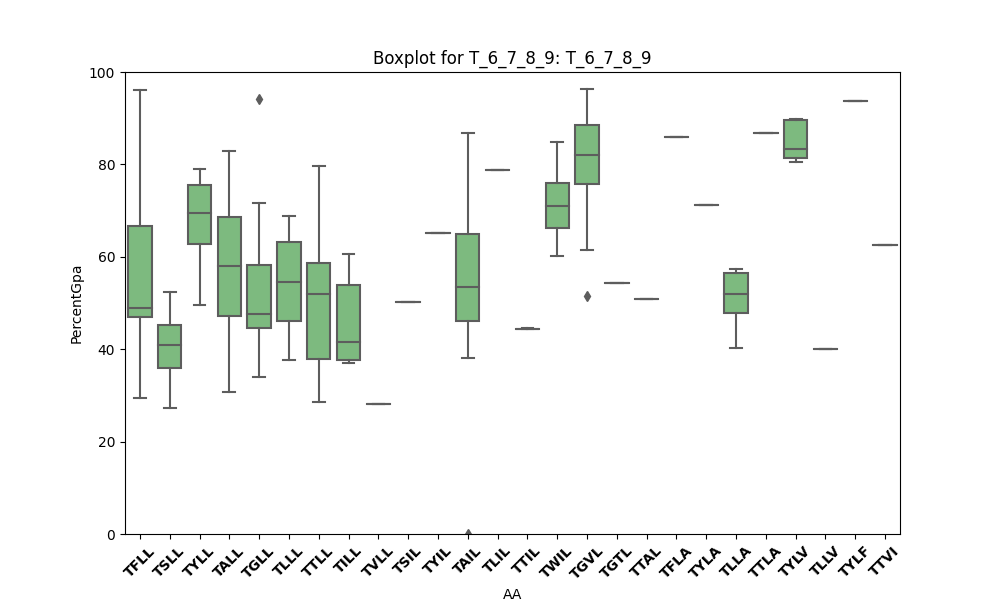 Boxplot for T_6_7_8_9: T_6_7_8_9
100
80
60
40
20
0
PercentGpa
TFLL TSLL TYLL TALL TGLL TLLL TTLL TILL TVLL TSIL TYIL TAIL TLIL TTIL TWIL TGVL TGTL TTAL TFLA TYLA TLLA TTLA TYLV TLLV TYLF TTVI
AA